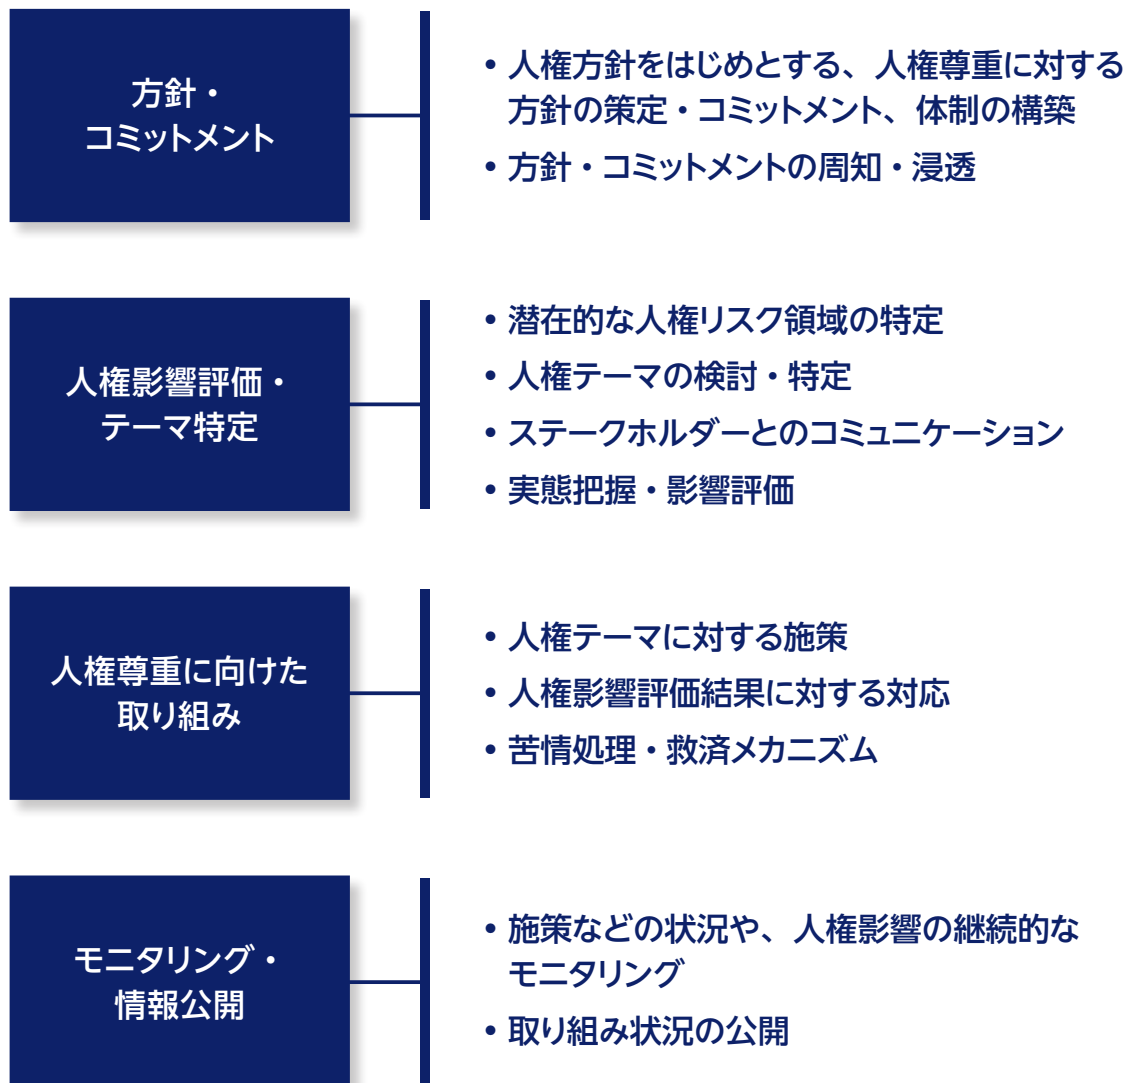 方針・
コミットメント
• 人権方針をはじめとする、人権尊重に対する
方針の策定・コミットメント、体制の構築
• 方針・コミットメントの周知・浸透
人権影響評価・
テーマ特定
• 潜在的な人権リスク領域の特定
• 人権テーマの検討・特定
• ステークホルダーとのコミュニケーション
• 実態把握・影響評価
人権尊重に向けた
取り組み
• 人権テーマに対する施策
• 人権影響評価結果に対する対応
• 苦情処理・救済メカニズム
モニタリング・
情報公開
• 施策などの状況や、人権影響の継続的な
モニタリング
• 取り組み状況の公開